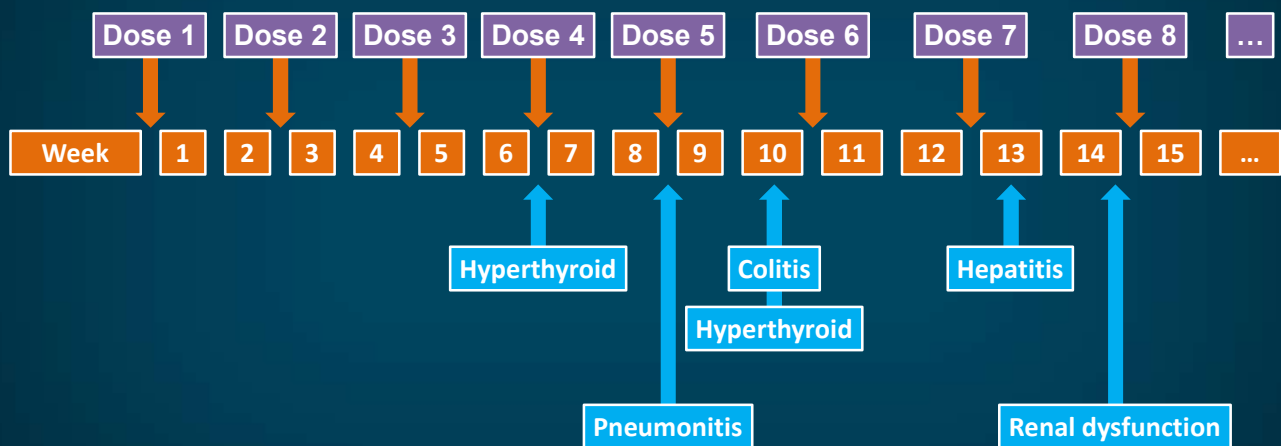 Dose 1 Dose 2 Dose 3 Dose 4 Dose 5 Dose 6 Dose 7 Dose 8 ...
Week 1 2 3 4 5 6 7 8 9 10 11 12 13 14 15 ...
Hyperthyroid Colitis Hepatitis
Hyperthyroid
Pneumonitis Renal dysfunction